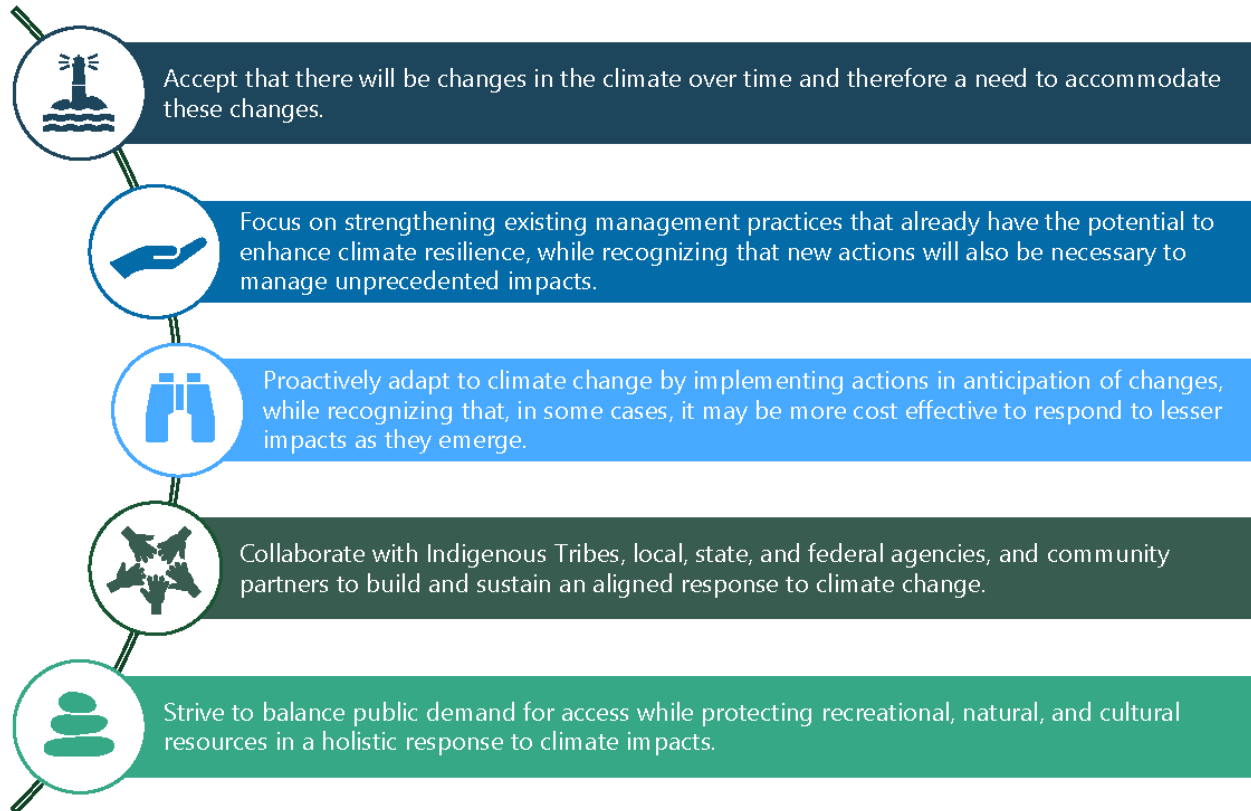 Accept that there will be changes in the climate over time and therefore a need to accommodate
these changes.
Focus on strengthening existing management practices that already have the potential to
enhance climate resilience, while recognizing that new actions will also be necessary to
manage unprecedented impacts.
Proactively adapt to climate change by implementing actions in anticipation of changes,
while recognizing that, in some cases, it may be more cost effective to respond to lesser
impacts as they emerge.
Collaborate with Indigenous Tribes, local, state, and federal agencies, and community
partners to build and sustain an aligned response to climate change.
Strive to balance public demand for access while protecting recreational, natural, and cultural
resources in a holistic response to climate impacts.